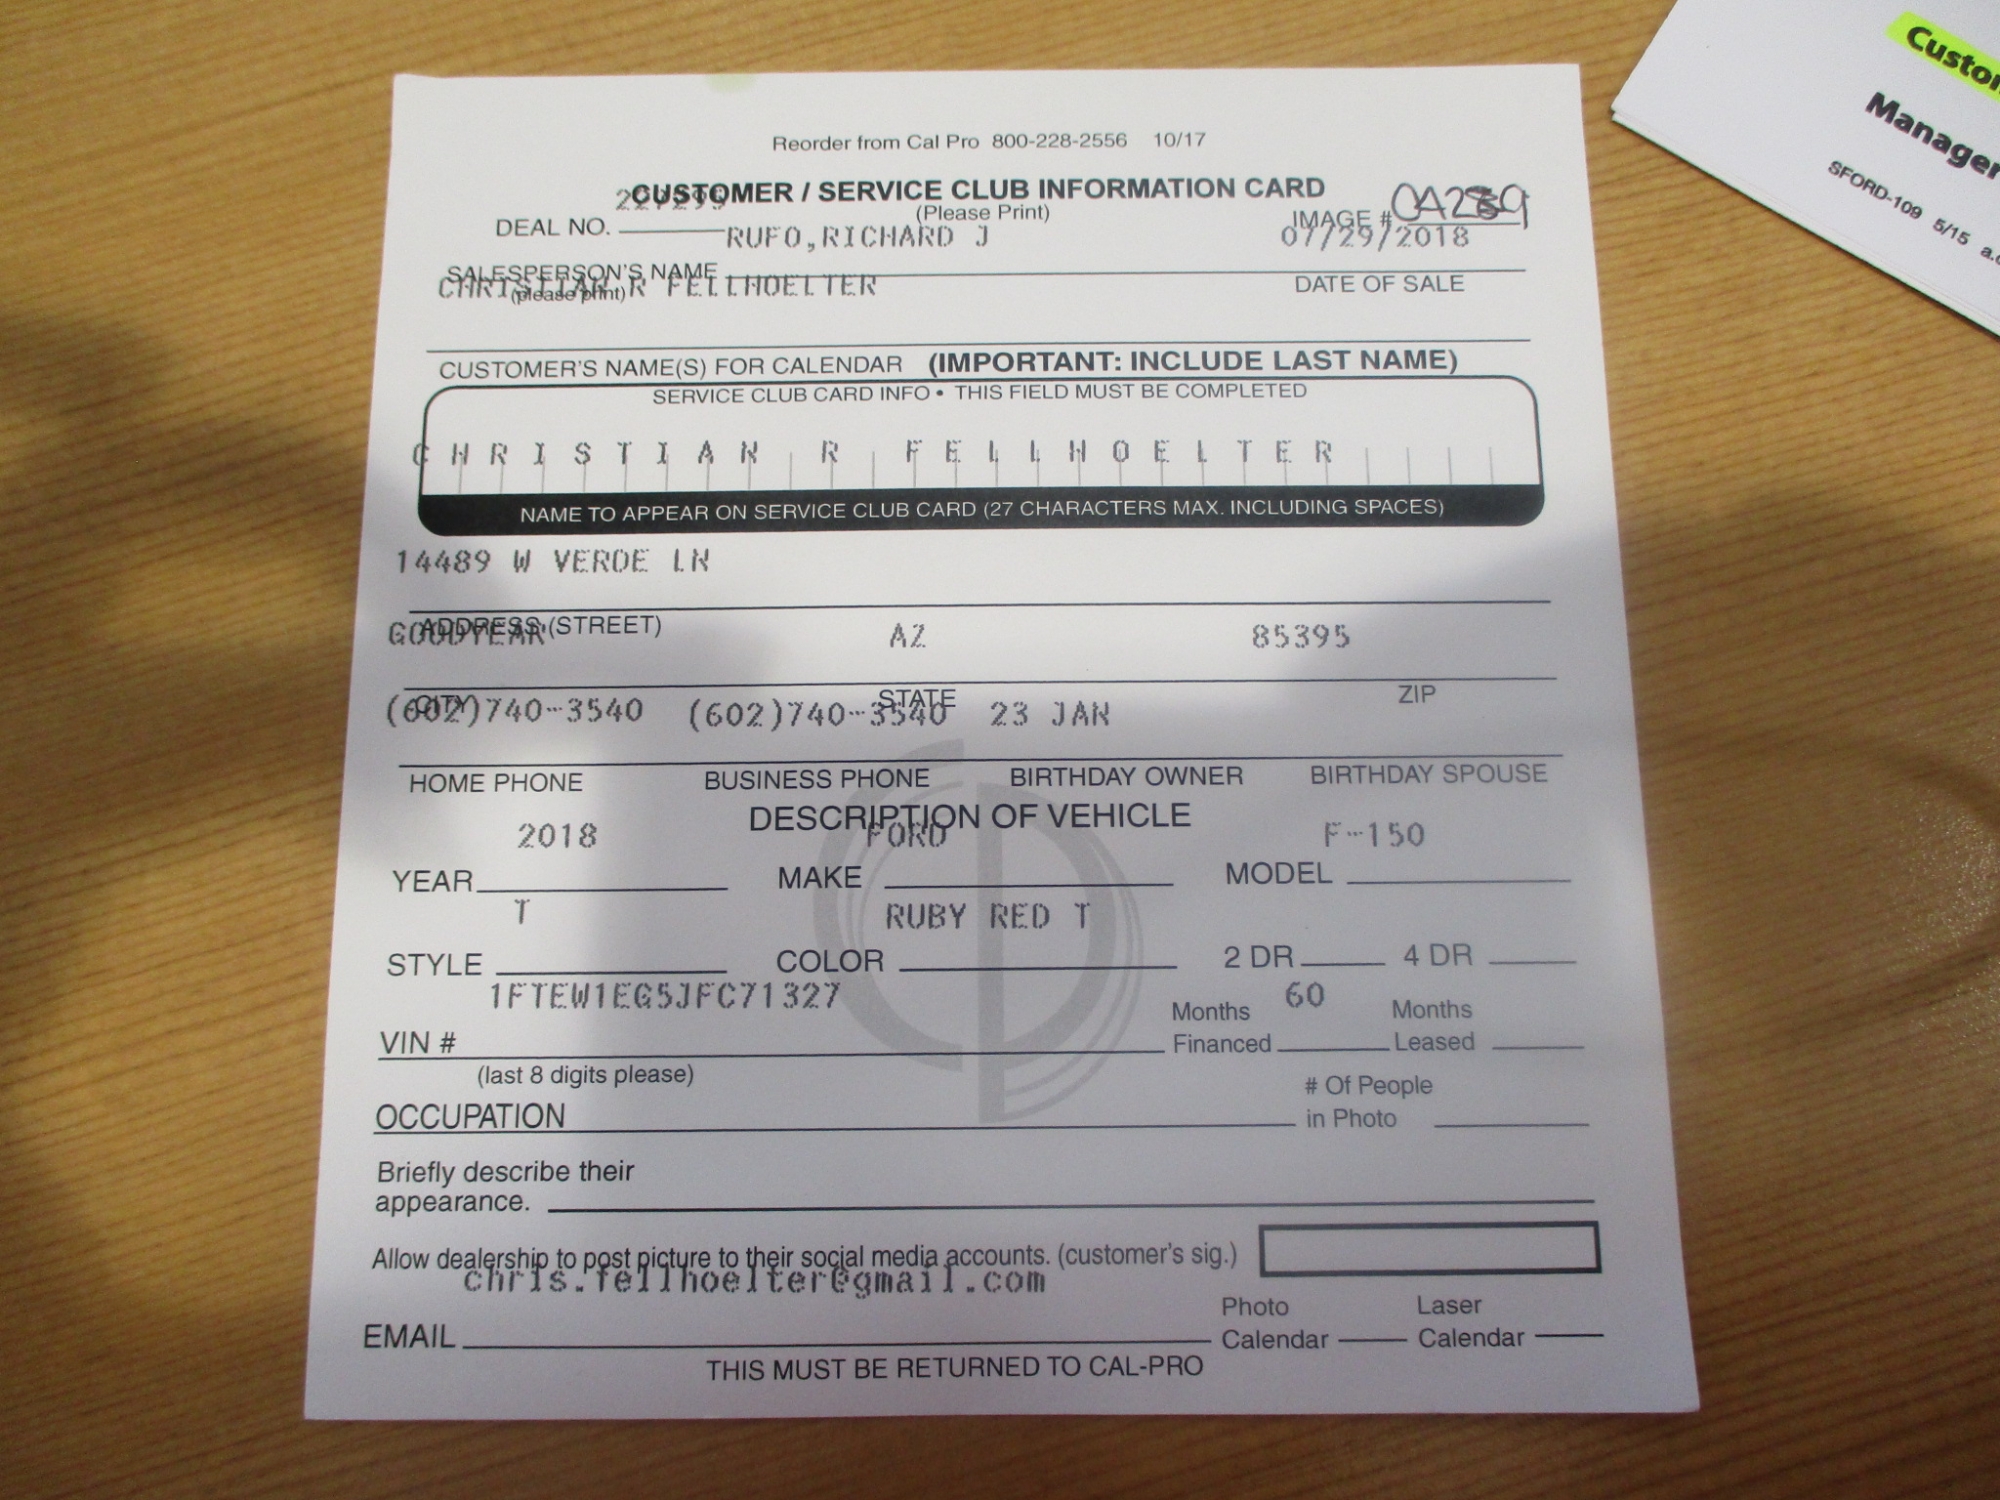 Reorder from Cal Pro 800-228-2556 10/17
CUSTOMER / SERVICE CLUB INFORMATION CARD
(Please Print)
DEAL NO.
IMAGE #
RUFO,RICHARD J 07/29/2018
SALESPERSON'S NAME
(please print)
DATE OF SALE
CHRISTIAN R FELLHOELTER
CUSTOMER'S NAME(S) FOR CALENDAR (IMPORTANT: INCLUDE LAST NAME)
SERVICE CLUB CARD INFO • THIS FIELD MUST BE COMPLETED
CHRISTIAN R FELLHOELTER
NAME TO APPEAR ON SERVICE CLUB CARD (27 CHARACTERS MAX. INCLUDING SPACES)
14489 W VERDE LN
ADDRESS (STREET)
GOODYEAR AZ 85395
CITY STATE ZIP
(602)740-3540 (602)740-3540 23 JAN
HOME PHONE BUSINESS PHONE BIRTHDAY OWNER BIRTHDAY SPOUSE
DESCRIPTION OF VEHICLE
2018 FORD F-150
YEAR MAKE MODEL
T RUBY RED T
STYLE COLOR 2 DR 4 DR
1FTEW1EG5JFC71327 60
VIN # Months Financed Months Leased
(last 8 digits please)
OCCUPATION # Of People in Photo
Briefly describe their
appearance.
Allow dealership to post picture to their social media accounts. (customer's sig.)
chris.fellhoelter@gmail.com
EMAIL Photo Calendar Laser Calendar
THIS MUST BE RETURNED TO CAL-PRO
Manager
SFORD-109 5/15